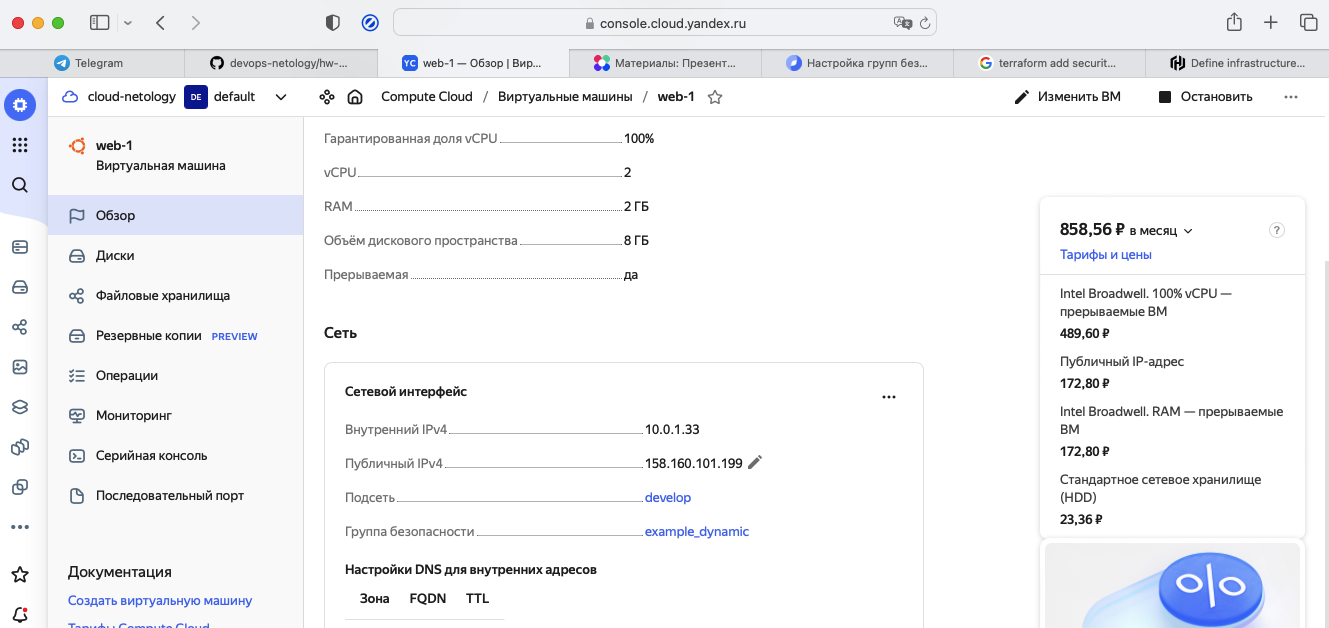 console.cloud.yandex.ru
Telegram
devops-netology/hw-...
YC web-1 — Обзор | Вир...
Материалы: Презент...
Настройка групп без...
terraform add securit...
Define infrastructure...
cloud-netology DE default
Compute Cloud / Виртуальные машины / web-1
Изменить ВМ
Остановить
web-1
Виртуальная машина
Обзор
Диски
Файловые хранилища
Резервные копии PREVIEW
Операции
Мониторинг
Серийная консоль
Последовательный порт
Документация
Создать виртуальную машину
Тарифы Compute Cloud
Гарантированная доля vCPU 100%
vCPU 2
RAM 2 ГБ
Объём дискового пространства 8 ГБ
Прерываемая да
Сеть
Сетевой интерфейс
Внутренний IPv4 10.0.1.33
Публичный IPv4 158.160.101.199
Подсеть develop
Группа безопасности example_dynamic
Настройки DNS для внутренних адресов
Зона FQDN TTL
858,56 ₽ в месяц ?
Тарифы и цены
Intel Broadwell. 100% vCPU —
прерываемые ВМ
489,60 ₽
Публичный IP-адрес
172,80 ₽
Intel Broadwell. RAM — прерываемые
ВМ
172,80 ₽
Стандартное сетевое хранилище
(HDD)
23,36 ₽
%